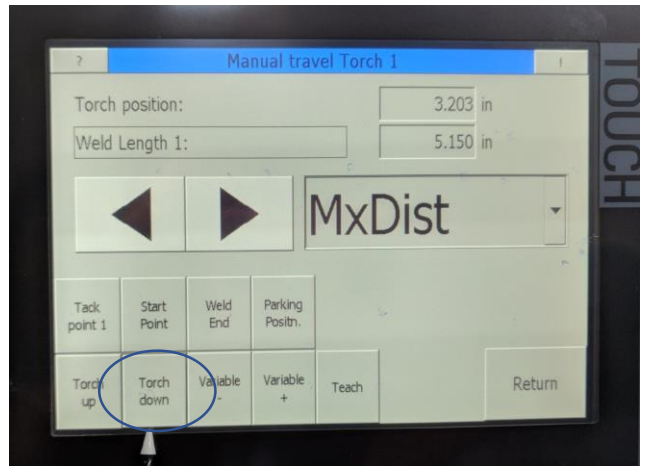 ? Manual travel Torch 1 !
Torch position: 3.203 in
Weld Length 1: 5.150 in
MxDist
Tack point 1
Start Point
Weld End
Parking Positn.
Torch up
Torch down
Variable -
Variable +
Teach
Return
TOUCH